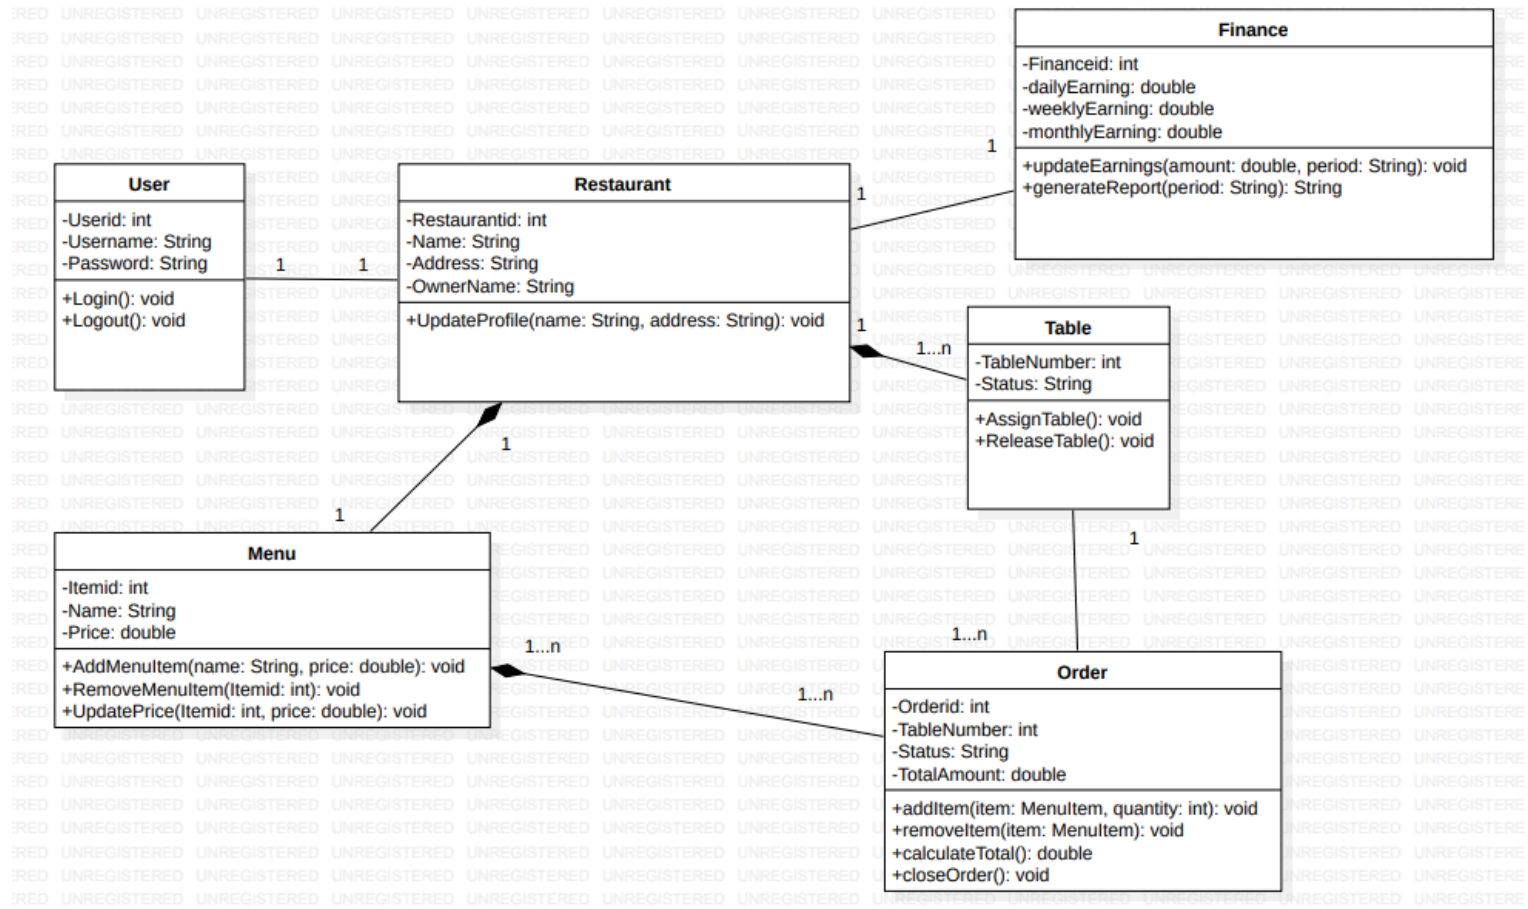 Finance
-Financeid: int
-dailyEarning: double
-weeklyEarning: double
-monthlyEarning: double
+updateEarnings(amount: double, period: String): void
+generateReport(period: String): String
1
1
User
-Userid: int
-Username: String
-Password: String
+Login(): void
+Logout(): void
1
1
Restaurant
-Restaurantid: int
-Name: String
-Address: String
-OwnerName: String
+UpdateProfile(name: String, address: String): void
1
1...n
Table
-TableNumber: int
-Status: String
+AssignTable(): void
+ReleaseTable(): void
1
1
Menu
-Itemid: int
-Name: String
-Price: double
+AddMenuItem(name: String, price: double): void
+RemoveMenuItem(Itemid: int): void
+UpdatePrice(Itemid: int, price: double): void
1...n
1...n
1
1...n
Order
-Orderid: int
-TableNumber: int
-Status: String
-TotalAmount: double
+addItem(item: MenuItem, quantity: int): void
+removeItem(item: MenuItem): void
+calculateTotal(): double
+closeOrder(): void
UNREGISTERED